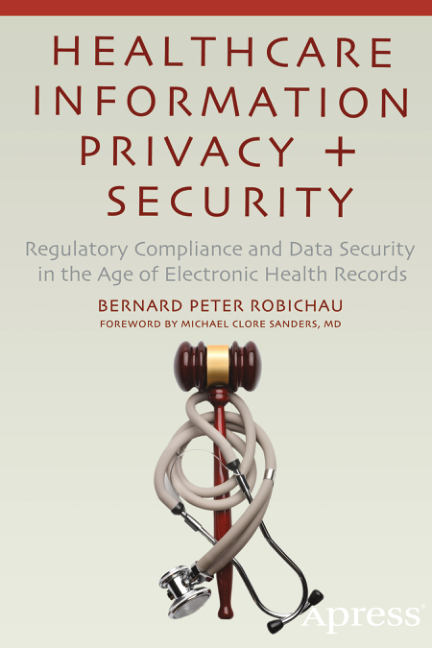 HEALTHCARE
INFORMATION
PRIVACY +
SECURITY
Regulatory Compliance and Data Security
in the Age of Electronic Health Records
BERNARD PETER ROBICHAU
FOREWORD BY MICHAEL CLORE SANDERS, MD
Apress®